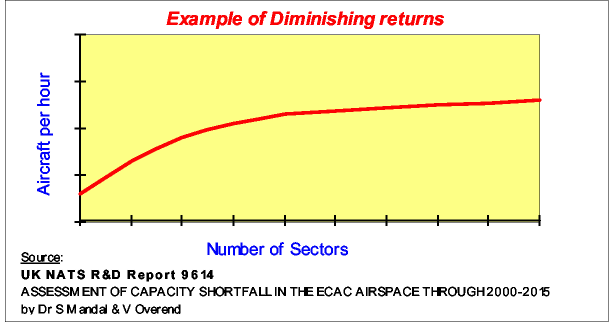 Example of Diminishing returns
Aircraft per hour
Number of Sectors
Source:
UK NATS R&D Report 9614
ASSESSMENT OF CAPACITY SHORTFALL IN THE ECAC AIRSPACE THROUGH 2000-2015
by Dr S Mandal & V Overend